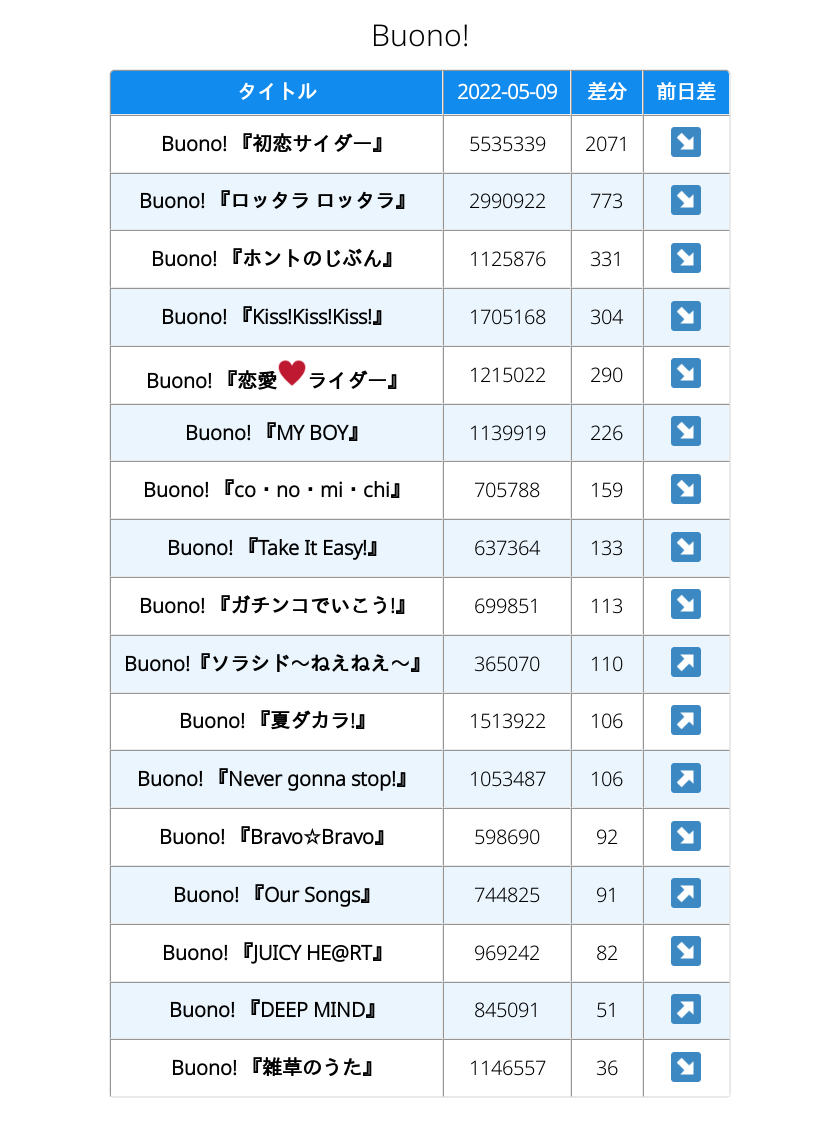 Buono!
タイトル 2022-05-09 差分 前日差
Buono! 『初恋サイダー』 5535339 2071 ↘
Buono! 『ロッタラ ロッタラ』 2990922 773 ↘
Buono! 『ホントのじぶん』 1125876 331 ↘
Buono! 『Kiss!Kiss!Kiss!』 1705168 304 ↘
Buono! 『恋愛♥ライダー』 1215022 290 ↘
Buono! 『MY BOY』 1139919 226 ↘
Buono! 『co・no・mi・chi』 705788 159 ↘
Buono! 『Take It Easy!』 637364 133 ↘
Buono! 『ガチンコでいこう!』 699851 113 ↘
Buono!『ソラシド〜ねえねえ〜』 365070 110 ↗
Buono! 『夏ダカラ!』 1513922 106 ↗
Buono! 『Never gonna stop!』 1053487 106 ↗
Buono! 『Bravo☆Bravo』 598690 92 ↘
Buono! 『Our Songs』 744825 91 ↗
Buono! 『JUICY HE@RT』 969242 82 ↘
Buono! 『DEEP MIND』 845091 51 ↗
Buono! 『雑草のうた』 1146557 36 ↘